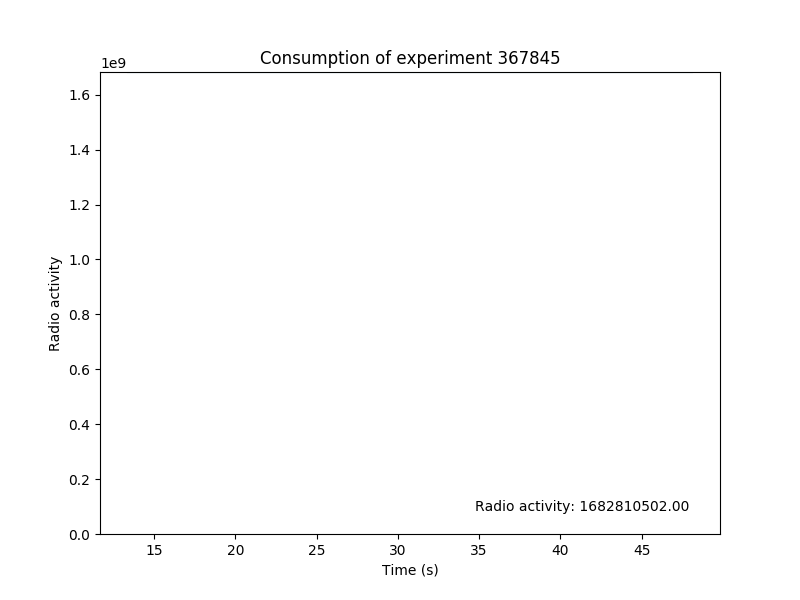 Consumption of experiment 367845
1e9
1.6
1.4
1.2
1.0
0.8
0.6
0.4
0.2
0.0
Radio activity
Radio activity: 1682810502.00
15 20 25 30 35 40 45
Time (s)